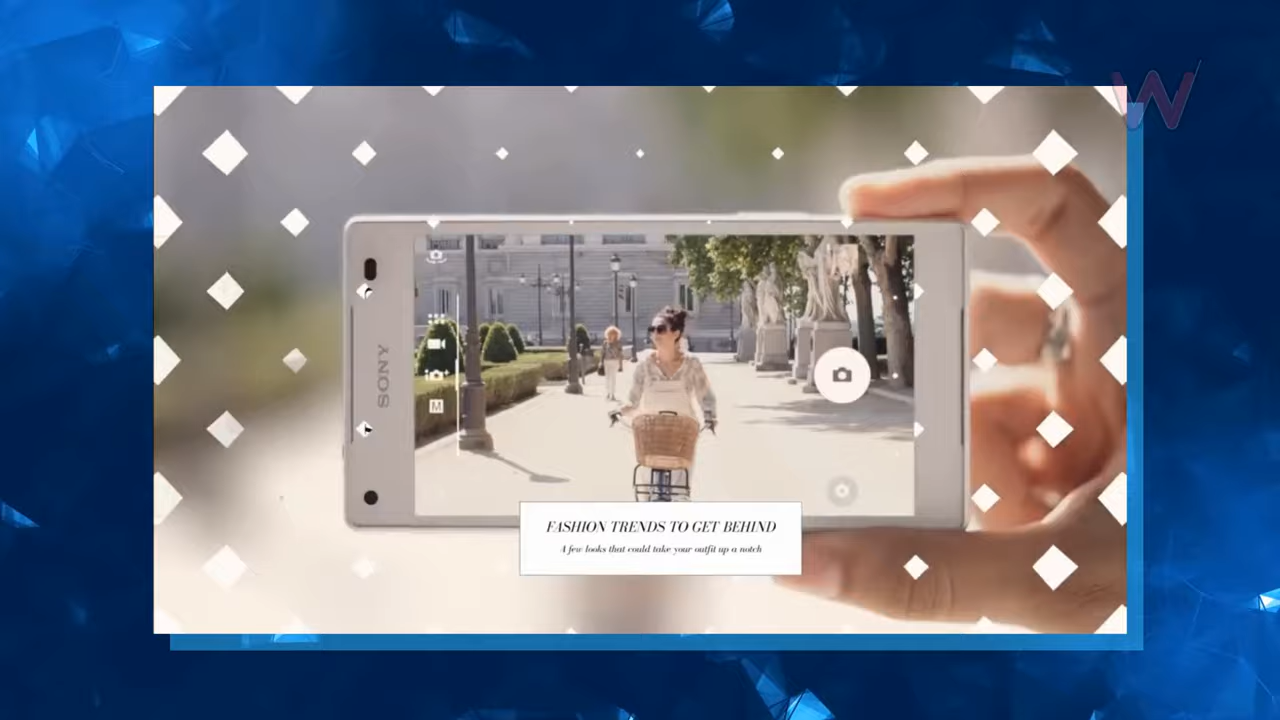 W
SONY
M
FASHION TRENDS TO GET BEHIND
A few looks that could take your outfit up a notch